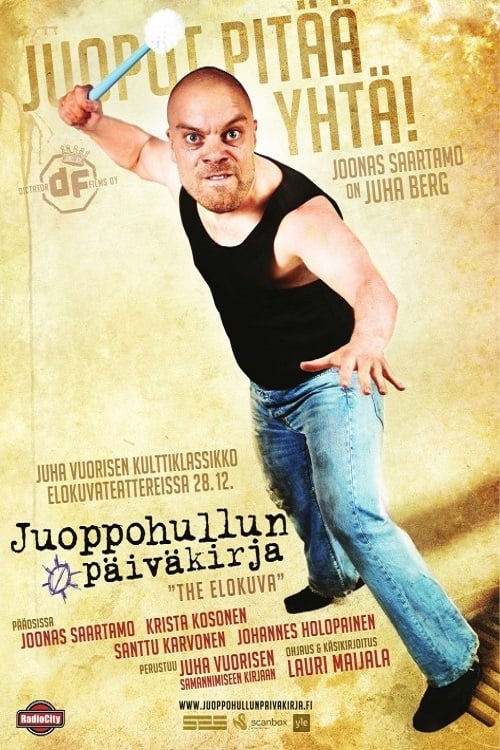 JUOPOT PITÄÄ
YHTÄ!
JOONAS SAARTAMO
ON JUHA BERG
DICTATOR DF FILMS OY
JUHA VUORISEN KULTTIKLASSIKKO
ELOKUVATEATTEREISSA 28.12.
Juoppohullun
päiväkirja
"THE ELOKUVA"
PÄÄOSISSA
JOONAS SAARTAMO KRISTA KOSONEN
SANTTU KARVONEN JOHANNES HOLOPAINEN
PERUSTUU JUHA VUORISEN
SAMANNIMISEEN KIRJAAN
OHJAUS & KÄSIKIRJOITUS
LAURI MAIJALA
WWW.JUOPPOHULLUNPAIVAKIRJA.FI
RadioCity
SES scanbox yle